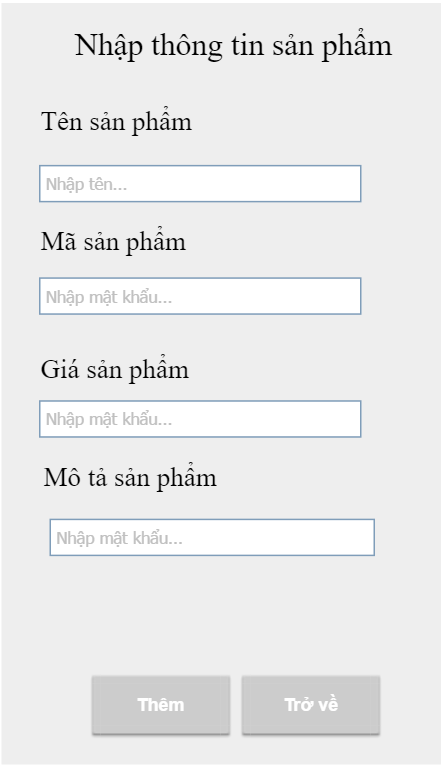 Nhập thông tin sản phẩm
Tên sản phẩm
Nhập tên...
Mã sản phẩm
Nhập mật khẩu...
Giá sản phẩm
Nhập mật khẩu...
Mô tả sản phẩm
Nhập mật khẩu...
Thêm
Trở về